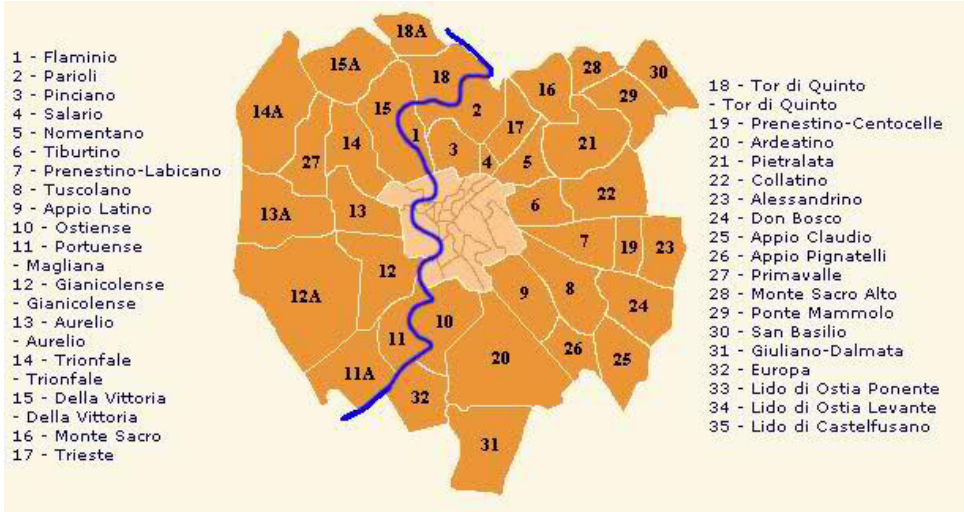 1 - Flaminio
2 - Parioli
3 - Pinciano
4 - Salario
5 - Nomentano
6 - Tiburtino
7 - Prenestino-Labicano
8 - Tuscolano
9 - Appio Latino
10 - Ostiense
11 - Portuense
- Magliana
12 - Gianicolense
- Gianicolense
13 - Aurelio
- Aurelio
14 - Trionfale
- Trionfale
15 - Della Vittoria
- Della Vittoria
16 - Monte Sacro
17 - Trieste
18A
15A
18
28
30
14A
15
2
16
29
27
14
1
3
4
17
5
21
13A
13
6
22
12A
12
7
19
23
11
10
9
8
24
11A
32
20
26
25
31
18 - Tor di Quinto
- Tor di Quinto
19 - Prenestino-Centocelle
20 - Ardeatino
21 - Pietralata
22 - Collatino
23 - Alessandrino
24 - Don Bosco
25 - Appio Claudio
26 - Appio Pignatelli
27 - Primavalle
28 - Monte Sacro Alto
29 - Ponte Mammolo
30 - San Basilio
31 - Giuliano-Dalmata
32 - Europa
33 - Lido di Ostia Ponente
34 - Lido di Ostia Levante
35 - Lido di Castelfusano